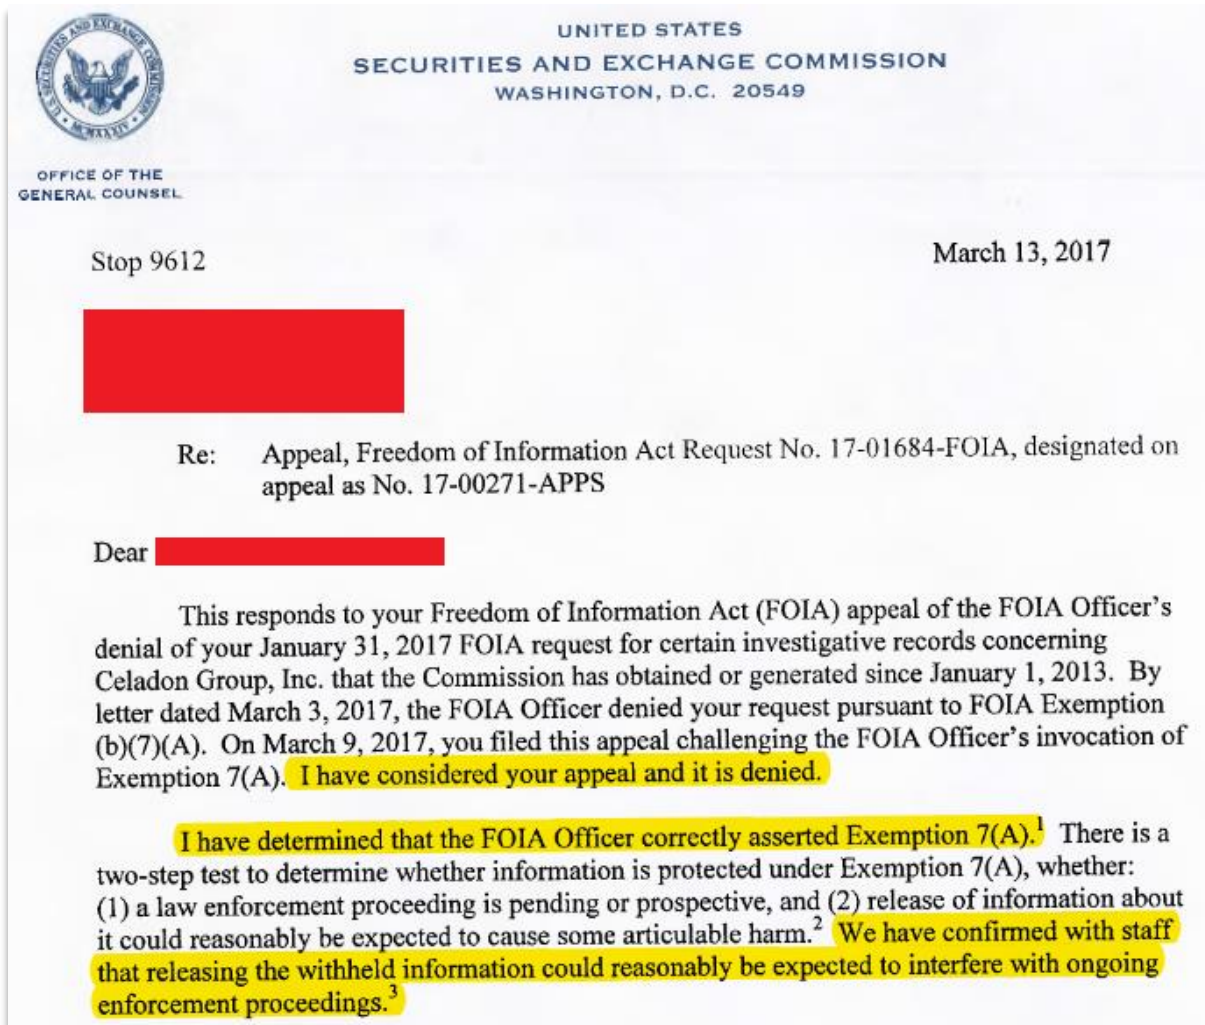 UNITED STATES
SECURITIES AND EXCHANGE COMMISSION
WASHINGTON, D.C. 20549
U.S. SECURITIES AND EXCHANGE COMMISSION
MCMXXXIV
OFFICE OF THE
GENERAL COUNSEL
Stop 9612
March 13, 2017
Re: Appeal, Freedom of Information Act Request No. 17-01684-FOIA, designated on
appeal as No. 17-00271-APPS
Dear
This responds to your Freedom of Information Act (FOIA) appeal of the FOIA Officer's
denial of your January 31, 2017 FOIA request for certain investigative records concerning
Celadon Group, Inc. that the Commission has obtained or generated since January 1, 2013. By
letter dated March 3, 2017, the FOIA Officer denied your request pursuant to FOIA Exemption
(b)(7)(A). On March 9, 2017, you filed this appeal challenging the FOIA Officer's invocation of
Exemption 7(A). I have considered your appeal and it is denied.
I have determined that the FOIA Officer correctly asserted Exemption 7(A).¹ There is a
two-step test to determine whether information is protected under Exemption 7(A), whether:
(1) a law enforcement proceeding is pending or prospective, and (2) release of information about
it could reasonably be expected to cause some articulable harm.² We have confirmed with staff
that releasing the withheld information could reasonably be expected to interfere with ongoing
enforcement proceedings.³